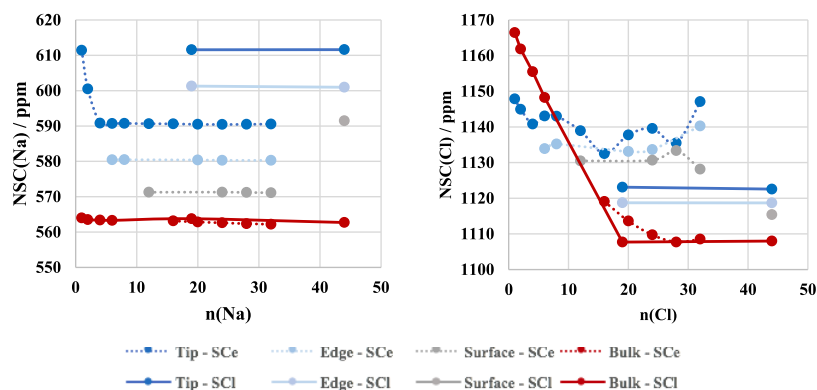 620
610
600
590
580
570
560
550
NSC(Na) / ppm
0 10 20 30 40 50
n(Na)
1170
1160
1150
1140
1130
1120
1110
1100
NSC(Cl) / ppm
0 10 20 30 40 50
n(Cl)
Tip - SCe Edge - SCe Surface - SCe Bulk - SCe
Tip - SCl Edge - SCl Surface - SCl Bulk - SCl